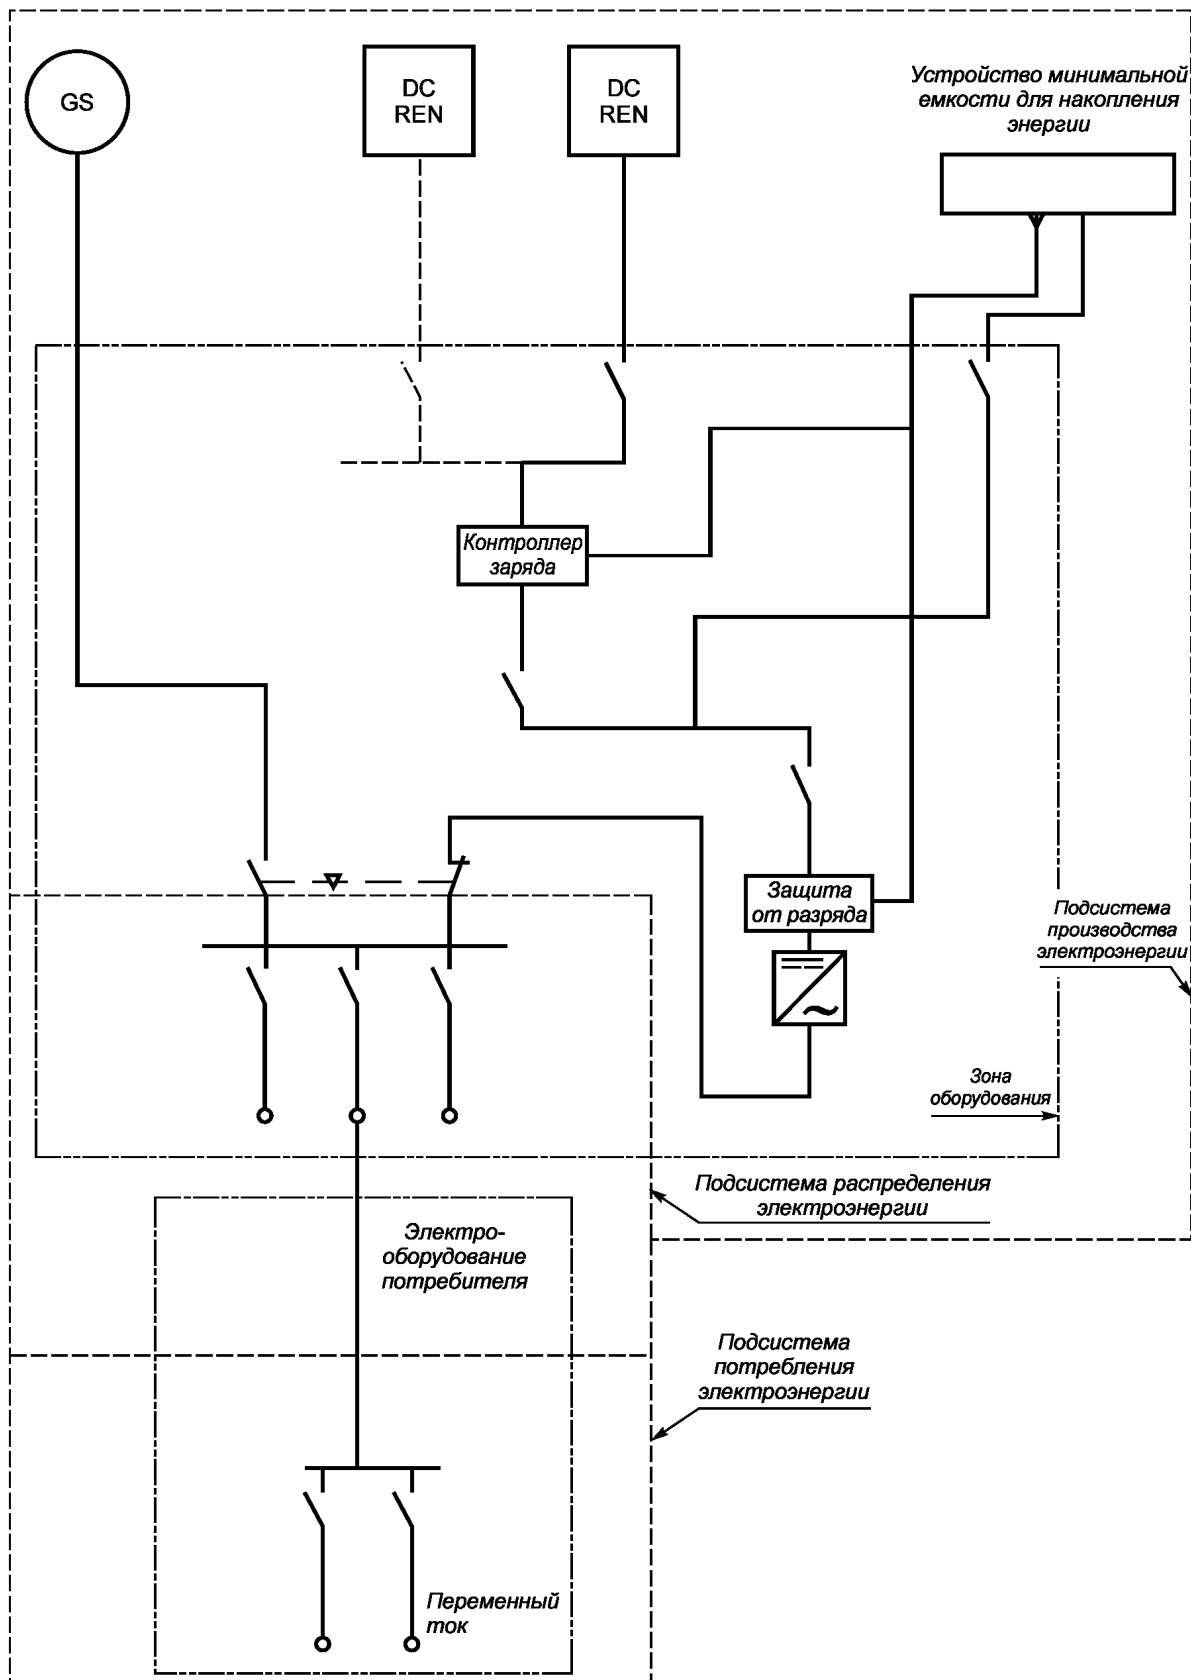 GS
DC
REN
DC
REN
Устройство минимальной
емкости для накопления
энергии
Контроллер
заряда
Защита
от разряда
Подсистема
производства
электроэнергии
Зона
оборудования
Подсистема распределения
электроэнергии
Электро-
оборудование
потребителя
Подсистема
потребления
электроэнергии
Переменный
ток